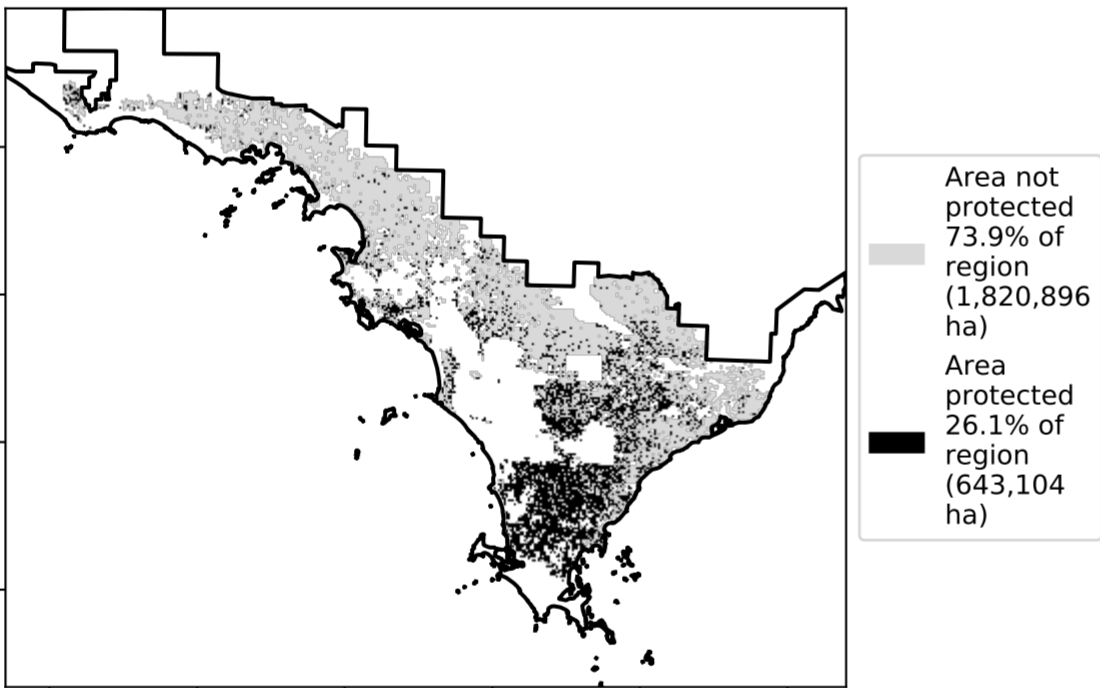 Area not
protected
73.9% of
region
(1,820,896
ha)
Area
protected
26.1% of
region
(643,104
ha)